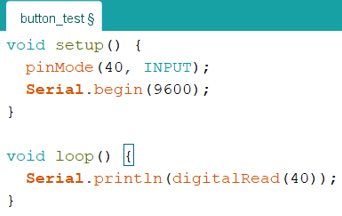 button_test §
void setup() {
  pinMode(40, INPUT);
  Serial.begin(9600);
}

void loop() {
  Serial.println(digitalRead(40));
}